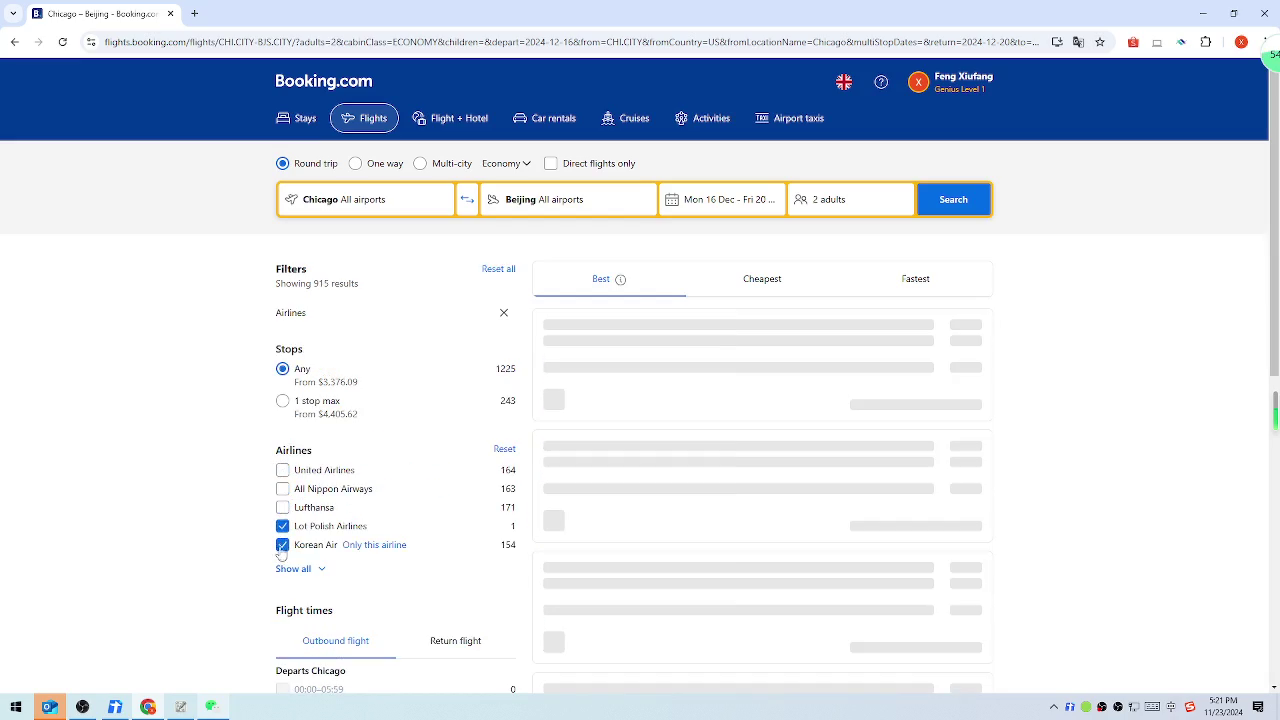 Chicago – Beijing - Booking.com
flights.booking.com/flights/CHI.CITY-BJS.CITY/?adults=2&cabinClass=ECONOMY&children=&depart=2024-12-16&from=CHI.CITY&fromCountry=US&fromLocationName=Chicago&multiStopDates=&return=2024-12-20&to=...
X
54
Booking.com
X
Feng Xiufang
Genius Level 1
Stays
Flights
Flight + Hotel
Car rentals
Cruises
Activities
TAXI
Airport taxis
Round trip
One way
Multi-city
Economy
Direct flights only
Chicago All airports
Beijing All airports
Mon 16 Dec - Fri 20 ...
2 adults
Search
Filters
Reset all
Showing 915 results
Airlines
Stops
Any 1225
From $3,376.09
1 stop max 243
From $4,405.62
Airlines
Reset
United Airlines 164
All Nippon Airways 163
Lufthansa 171
Lot Polish Airlines 1
Korean Air Only this airline 154
Show all
Flight times
Outbound flight
Return flight
Departs Chicago
00:00–05:59 0
Best
Cheapest
Fastest
5:21 PM
11/23/2024